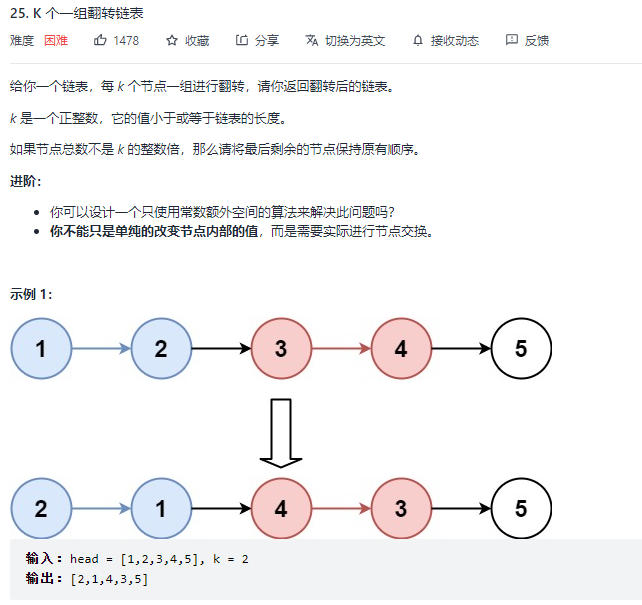 25. K 个一组翻转链表
难度 困难 1478 收藏 分享 切换为英文 接收动态 反馈
给你一个链表，每 k 个节点一组进行翻转，请你返回翻转后的链表。
k 是一个正整数，它的值小于或等于链表的长度。
如果节点总数不是 k 的整数倍，那么请将最后剩余的节点保持原有顺序。
进阶：
• 你可以设计一个只使用常数额外空间的算法来解决此问题吗？
• 你不能只是单纯的改变节点内部的值，而是需要实际进行节点交换。
示例 1：
1 2 3 4 5
2 1 4 3 5
输入：head = [1,2,3,4,5], k = 2
输出：[2,1,4,3,5]